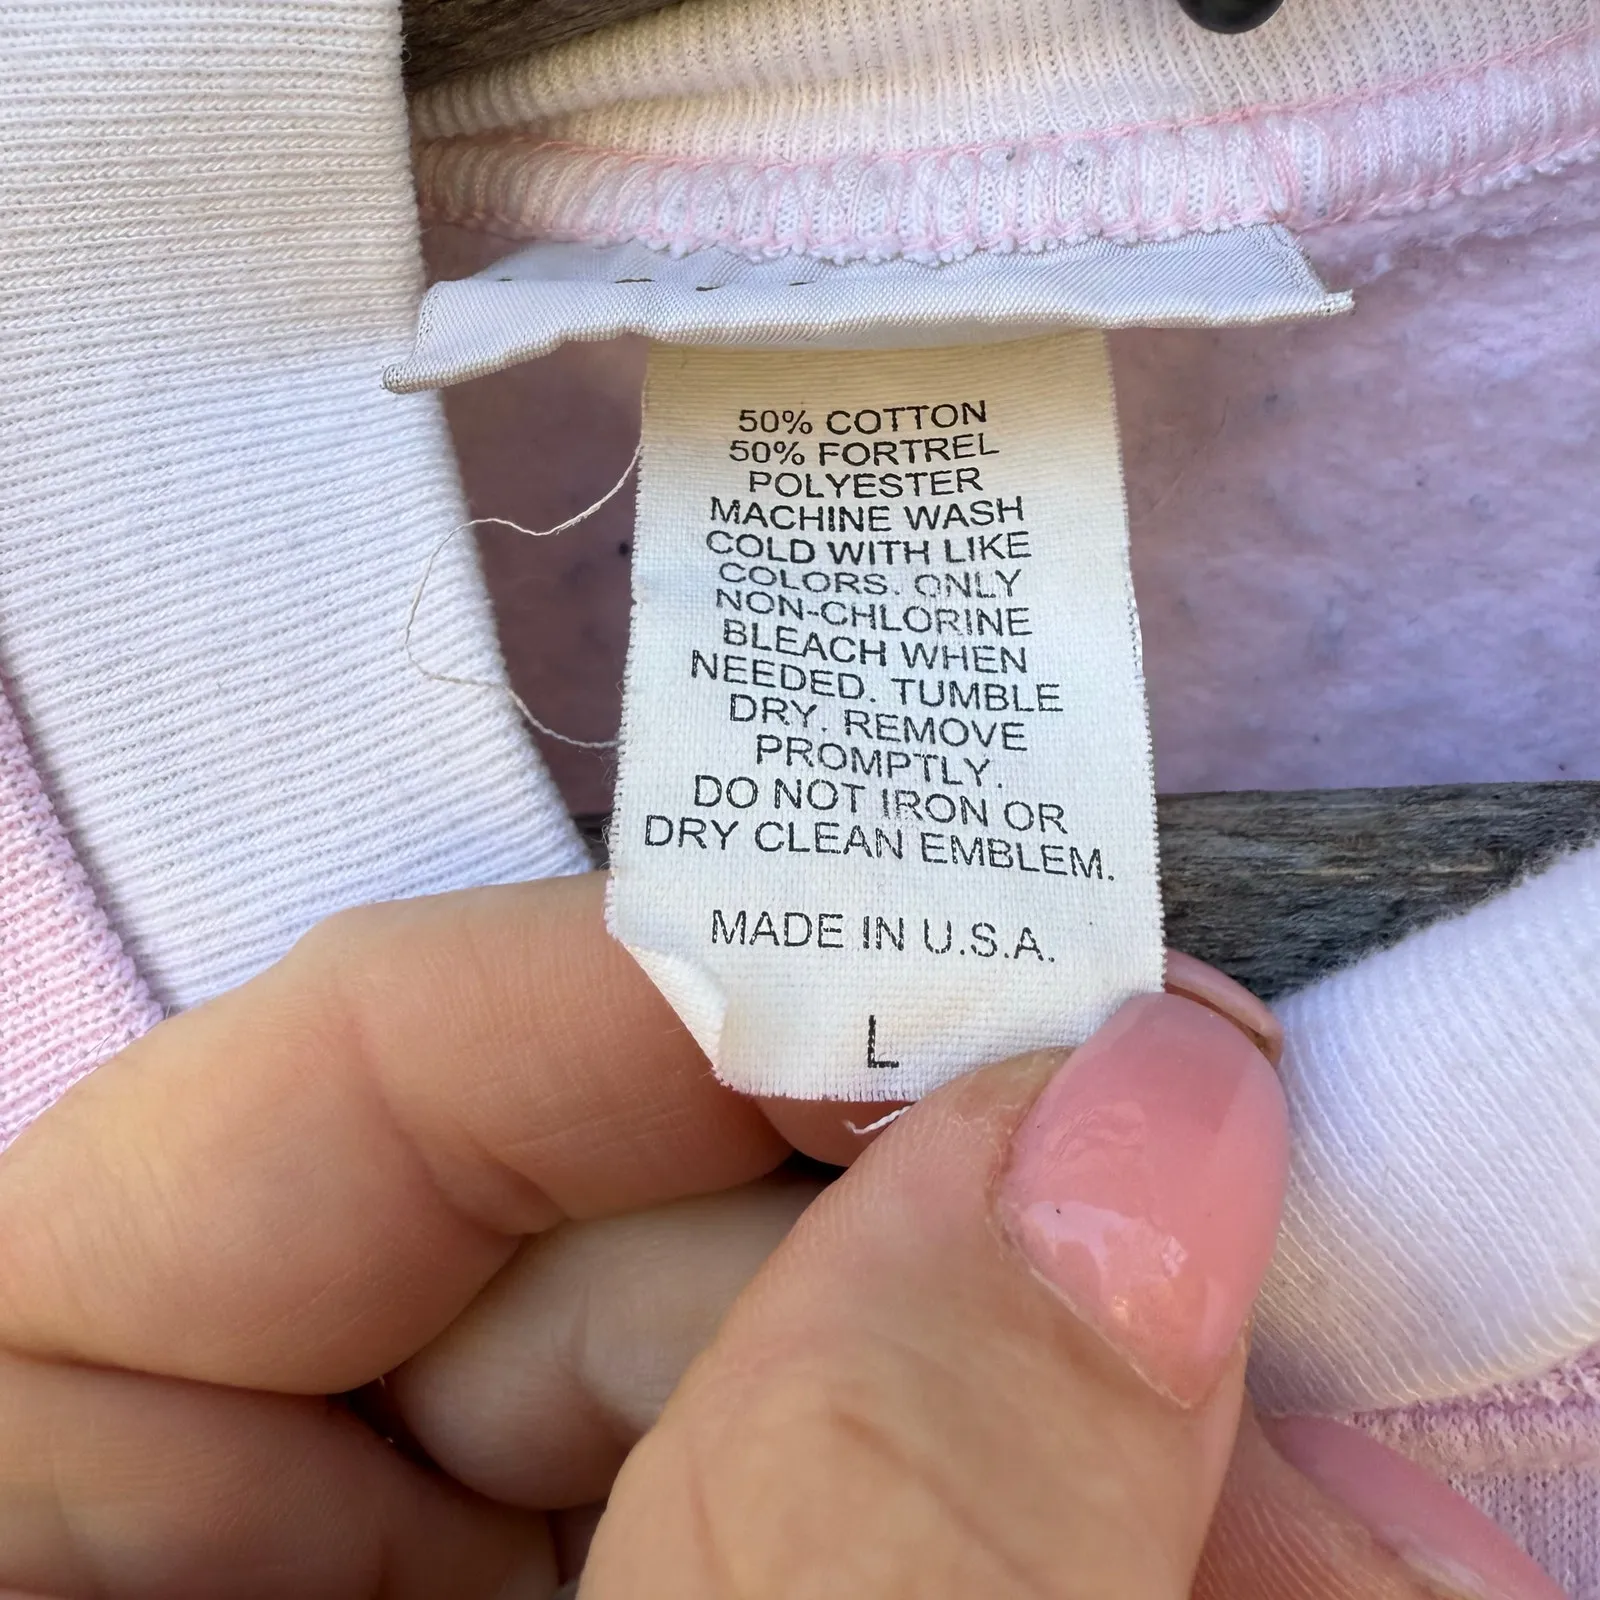 50% COTTON
50% FORTREL
POLYESTER
MACHINE WASH
COLD WITH LIKE
COLORS. ONLY
NON-CHLORINE
BLEACH WHEN
NEEDED. TUMBLE
DRY. REMOVE
PROMPTLY.
DO NOT IRON OR
DRY CLEAN EMBLEM.
MADE IN U.S.A.
L